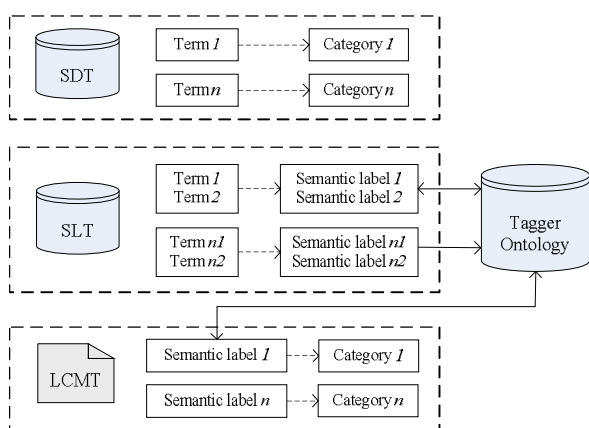 SDT
Term 1
Category 1
Term n
Category n
SLT
Term 1
Term 2
Semantic label 1
Semantic label 2
Term n1
Term n2
Semantic label n1
Semantic label n2
Tagger
Ontology
LCMT
Semantic label 1
Category 1
Semantic label n
Category n